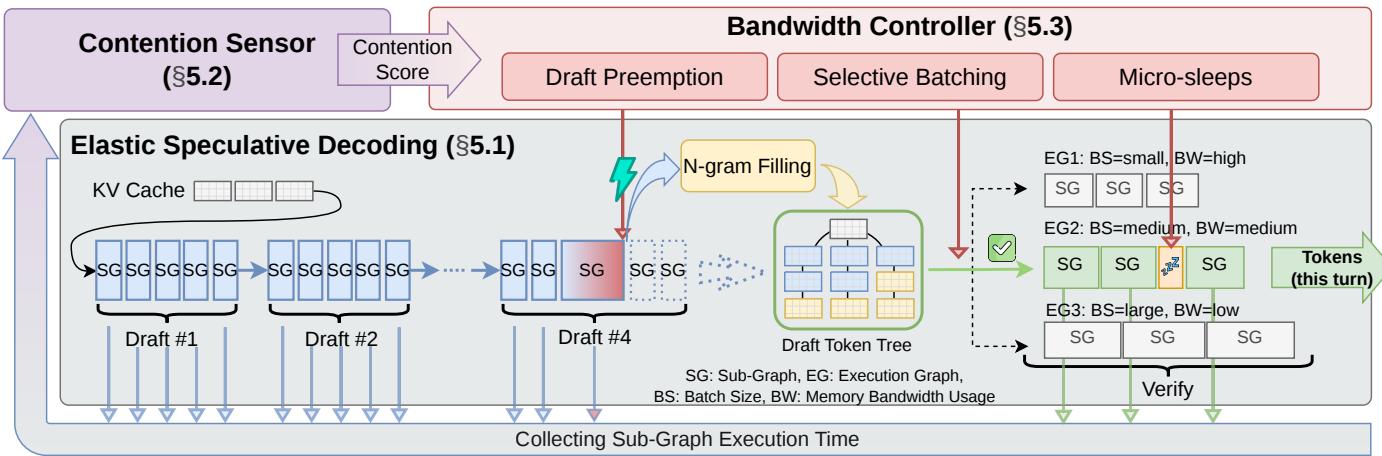 Contention Sensor
(§5.2)
Contention
Score
Bandwidth Controller (§5.3)
Draft Preemption
Selective Batching
Micro-sleeps
Elastic Speculative Decoding (§5.1)
KV Cache
N-gram Filling
EG1: BS=small, BW=high
SG SG SG
EG2: BS=medium, BW=medium
SG SG SG SG SG
SG SG SG SG SG
SG SG SG SG SG
SG SG zzz SG
Tokens
(this turn)
EG3: BS=large, BW=low
SG SG SG
Draft #1
Draft #2
Draft #4
Draft Token Tree
SG: Sub-Graph, EG: Execution Graph,
BS: Batch Size, BW: Memory Bandwidth Usage
Verify
Collecting Sub-Graph Execution Time